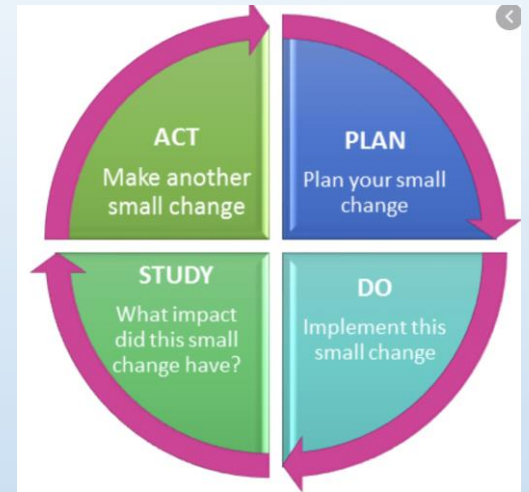 ACT
Make another
small change
PLAN
Plan your small
change
STUDY
What impact
did this small
change have?
DO
Implement this
small change